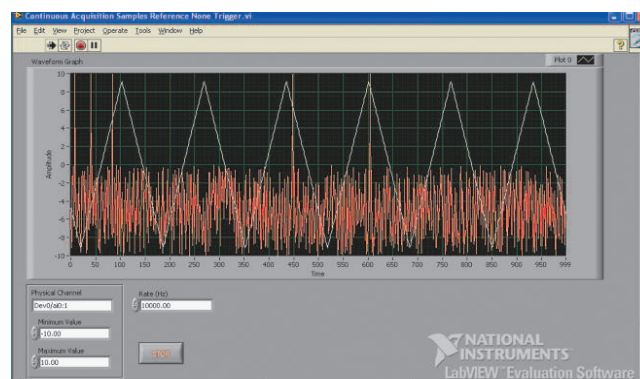 Continuous Acquisition Samples Reference None Trigger.vi
File Edit View Project Operate Tools Window Help
Waveform Graph
Plot 0
Amplitude
10
8
6
4
2
0
-2
-4
-6
-8
-10
0 50 100 150 200 250 300 350 400 450 500 550 600 650 700 750 800 850 900 950 999
Time
Physical Channel
Dev0/ai0:1
Minimum Value
-10.00
Maximum Value
10.00
Rate (Hz)
10000.00
STOP
NATIONAL
INSTRUMENTS
LabVIEW™ Evaluation Software